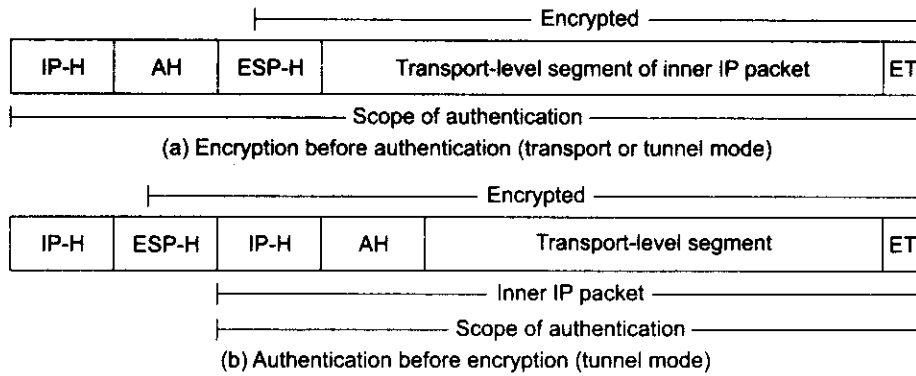 Encrypted
IP-H AH ESP-H Transport-level segment of inner IP packet ET
Scope of authentication
(a) Encryption before authentication (transport or tunnel mode)
Encrypted
IP-H ESP-H IP-H AH Transport-level segment ET
Inner IP packet
Scope of authentication
(b) Authentication before encryption (tunnel mode)